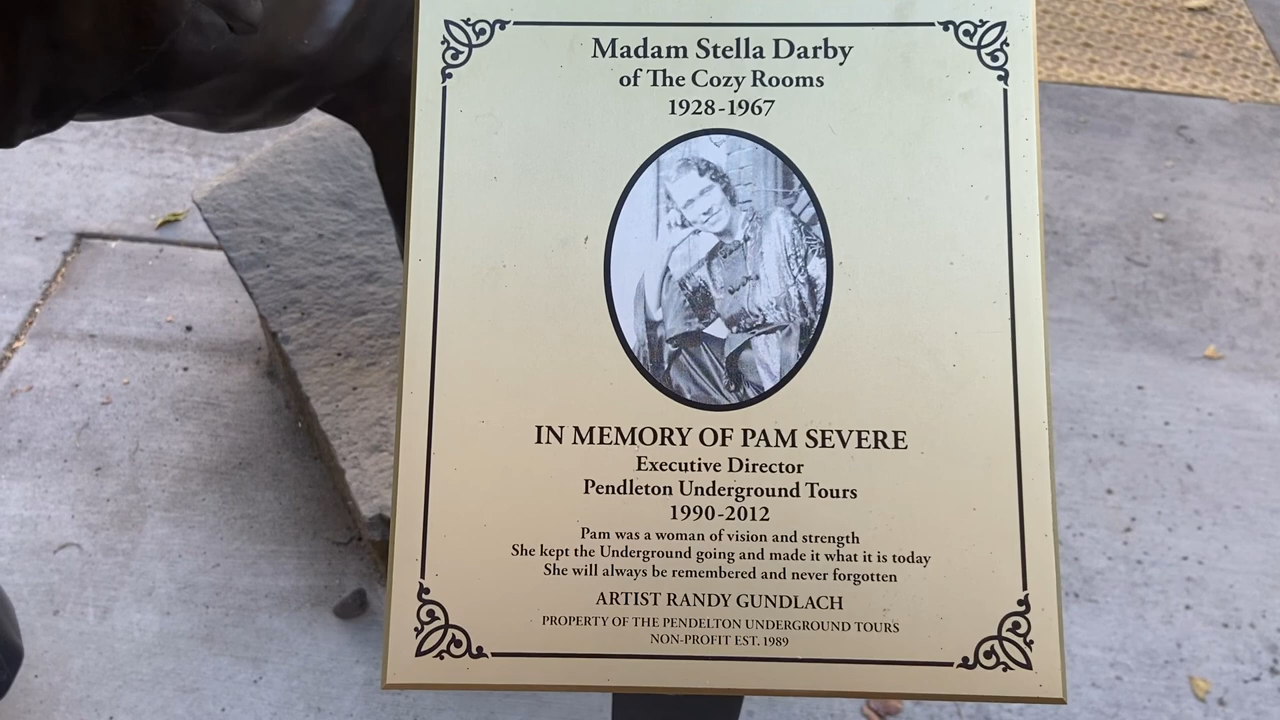 Madam Stella Darby
of The Cozy Rooms
1928-1967
IN MEMORY OF PAM SEVERE
Executive Director
Pendleton Underground Tours
1990-2012
Pam was a woman of vision and strength
She kept the Underground going and made it what it is today
She will always be remembered and never forgotten
ARTIST RANDY GUNDLACH
PROPERTY OF THE PENDELTON UNDERGROUND TOURS
NON-PROFIT EST. 1989